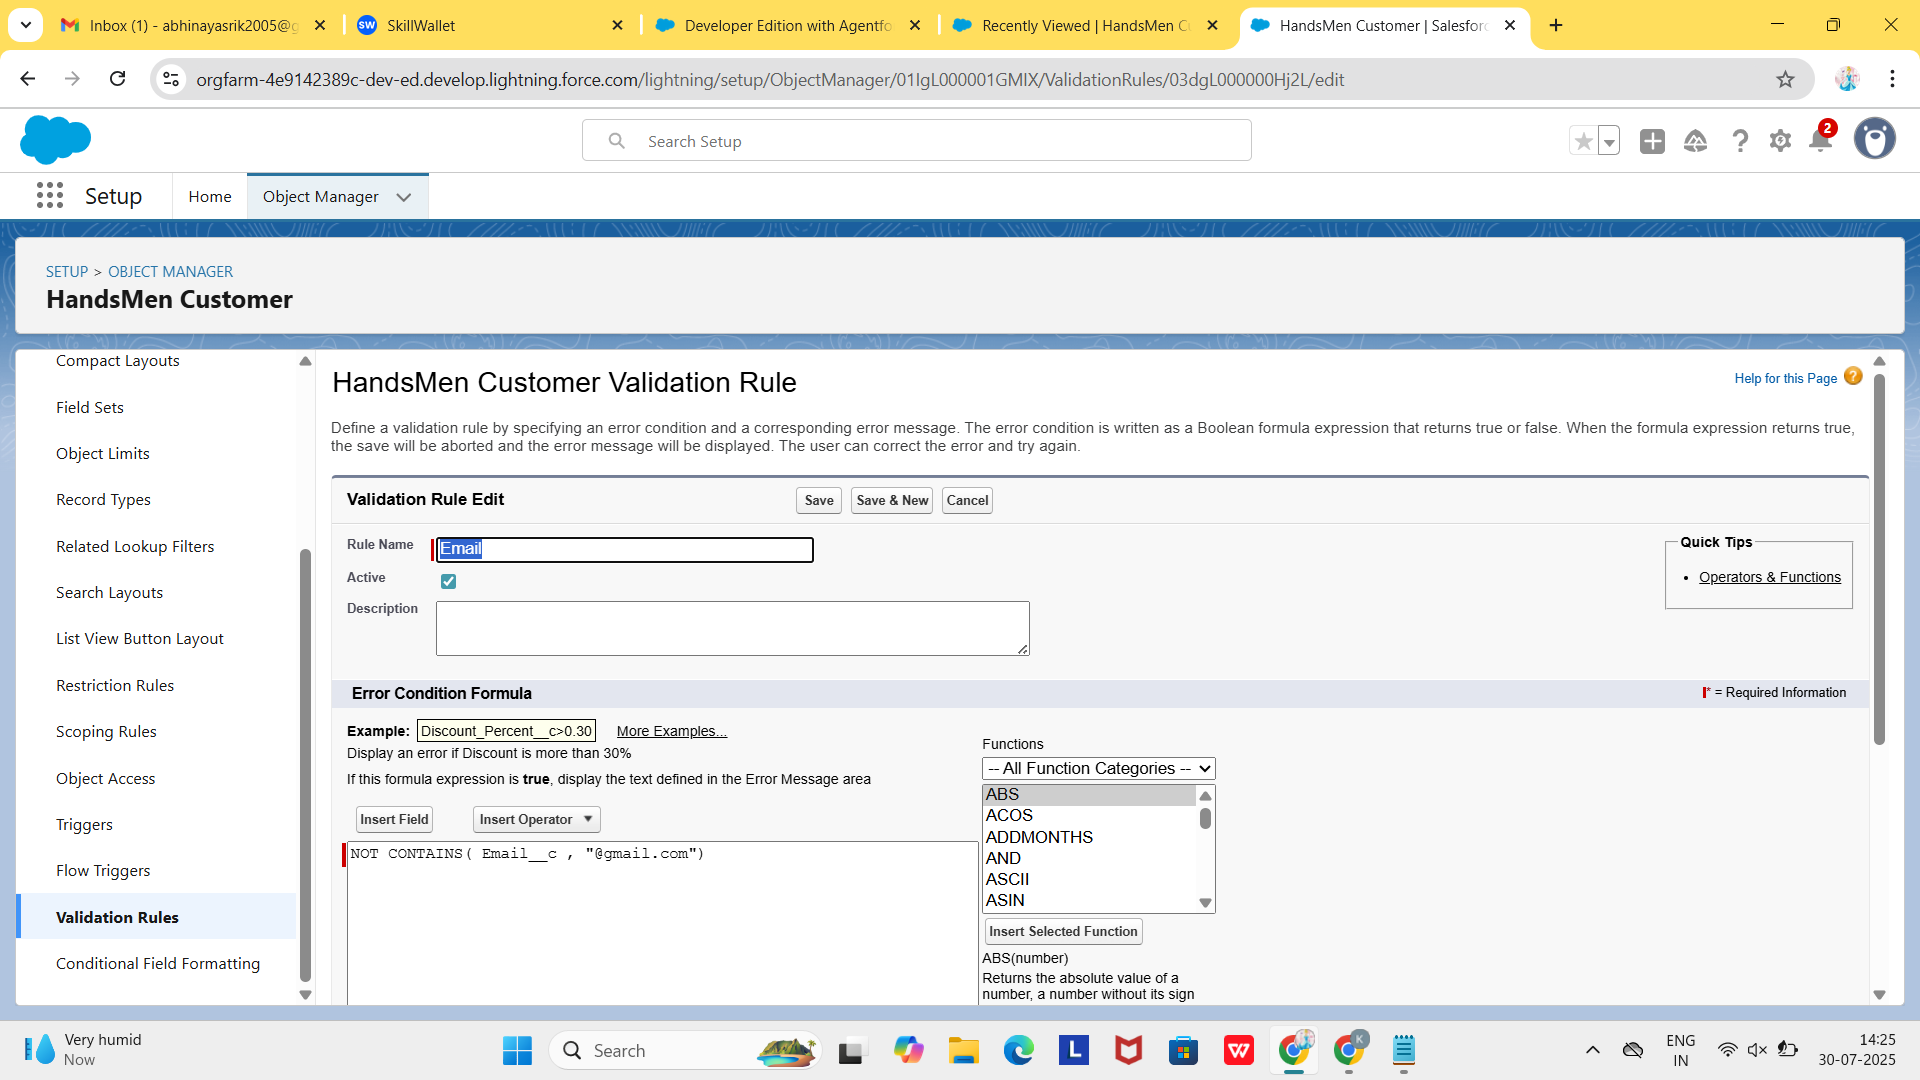 Inbox (1) - abhinayasrik2005@g
SkillWallet
Developer Edition with Agentfo
Recently Viewed | HandsMen C
HandsMen Customer | Salesforc
orgfarm-4e9142389c-dev-ed.develop.lightning.force.com/lightning/setup/ObjectManager/01IgL000001GMIX/ValidationRules/03dgL000000Hj2L/edit
Search Setup
2
Setup
Home
Object Manager
SETUP > OBJECT MANAGER
HandsMen Customer
Compact Layouts
Field Sets
Object Limits
Record Types
Related Lookup Filters
Search Layouts
List View Button Layout
Restriction Rules
Scoping Rules
Object Access
Triggers
Flow Triggers
Validation Rules
Conditional Field Formatting
HandsMen Customer Validation Rule
Help for this Page ?
Define a validation rule by specifying an error condition and a corresponding error message. The error condition is written as a Boolean formula expression that returns true or false. When the formula expression returns true,
the save will be aborted and the error message will be displayed. The user can correct the error and try again.
Validation Rule Edit
Save
Save & New
Cancel
Rule Name
Email
Active
Description
Quick Tips
• Operators & Functions
Error Condition Formula
* = Required Information
Example: Discount_Percent__c>0.30 More Examples...
Display an error if Discount is more than 30%
If this formula expression is true, display the text defined in the Error Message area
Insert Field
Insert Operator
NOT CONTAINS( Email__c , "@gmail.com")
Functions
-- All Function Categories --
ABS
ACOS
ADDMONTHS
AND
ASCII
ASIN
Insert Selected Function
ABS(number)
Returns the absolute value of a
number, a number without its sign
Very humid
Now
Search
L
W
K
ENG
IN
14:25
30-07-2025